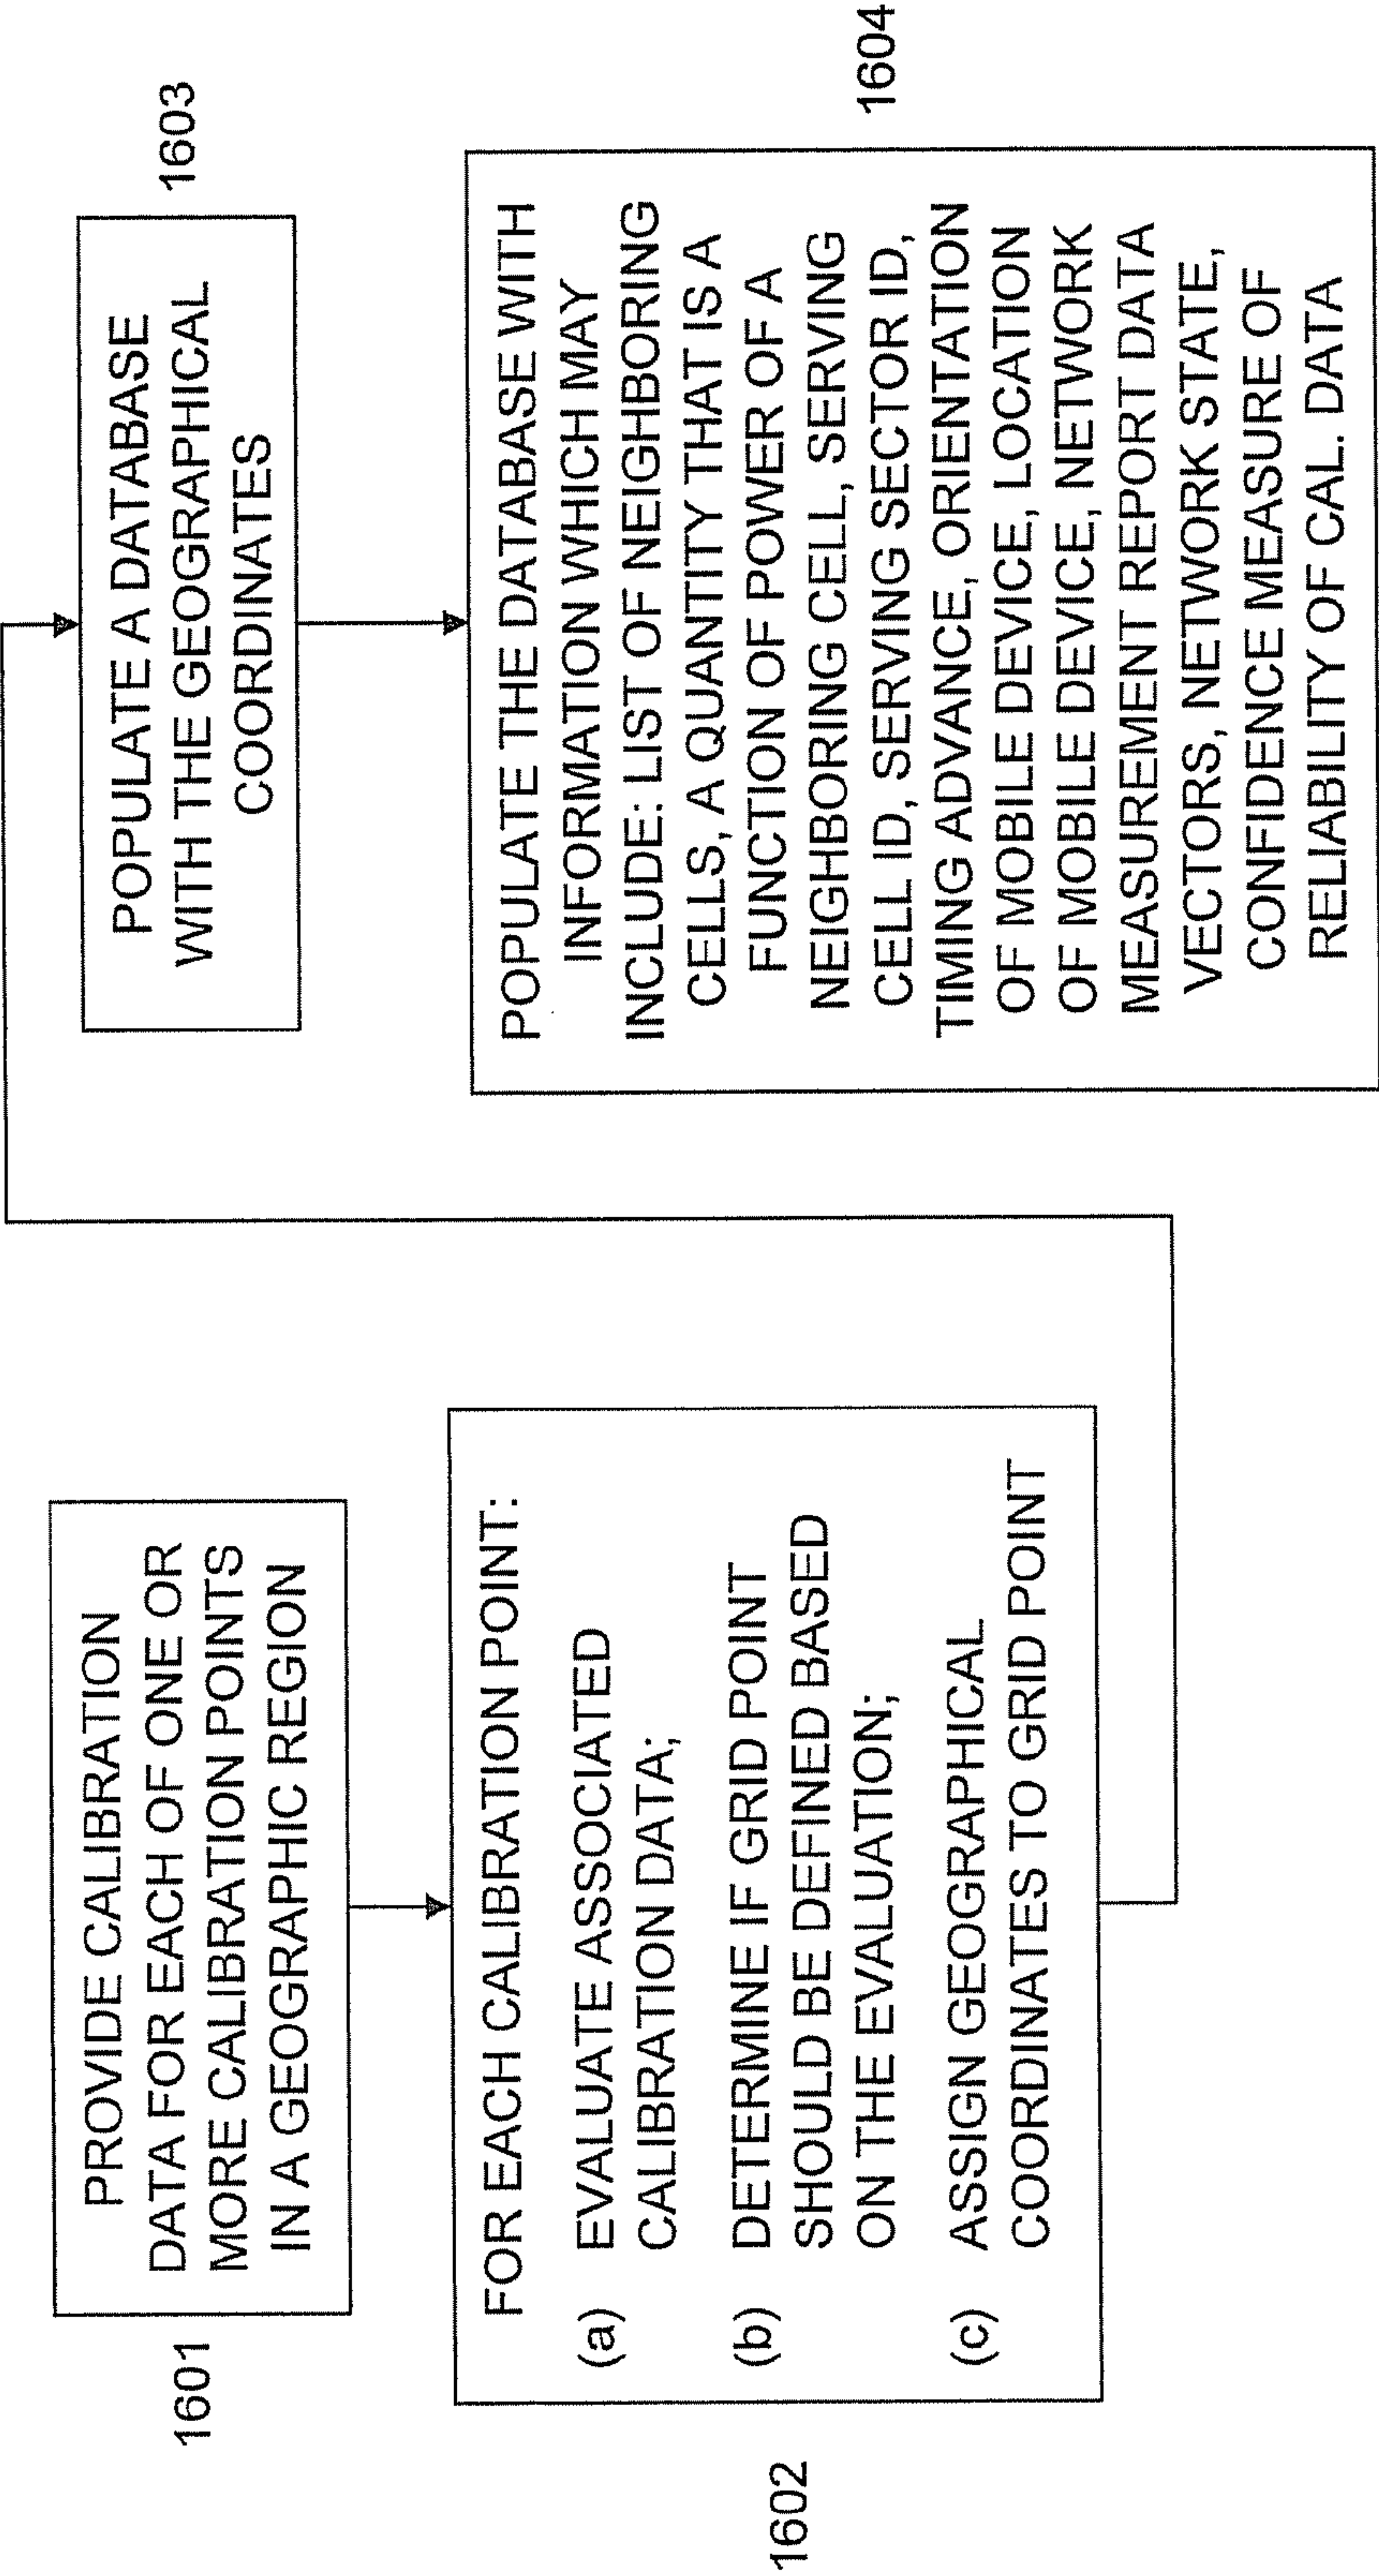 1601
PROVIDE CALIBRATION
DATA FOR EACH OF ONE OR
MORE CALIBRATION POINTS
IN A GEOGRAPHIC REGION
1602
FOR EACH CALIBRATION POINT:
(a) EVALUATE ASSOCIATED
CALIBRATION DATA;
(b) DETERMINE IF GRID POINT
SHOULD BE DEFINED BASED
ON THE EVALUATION;
(c) ASSIGN GEOGRAPHICAL
COORDINATES TO GRID POINT
1603
POPULATE A DATABASE
WITH THE GEOGRAPHICAL
COORDINATES
1604
POPULATE THE DATABASE WITH
INFORMATION WHICH MAY
INCLUDE: LIST OF NEIGHBORING
CELLS, A QUANTITY THAT IS A
FUNCTION OF POWER OF A
NEIGHBORING CELL, SERVING
CELL ID, SERVING SECTOR ID,
TIMING ADVANCE, ORIENTATION
OF MOBILE DEVICE, LOCATION
OF MOBILE DEVICE, NETWORK
MEASUREMENT REPORT DATA
VECTORS, NETWORK STATE,
CONFIDENCE MEASURE OF
RELIABILITY OF CAL. DATA